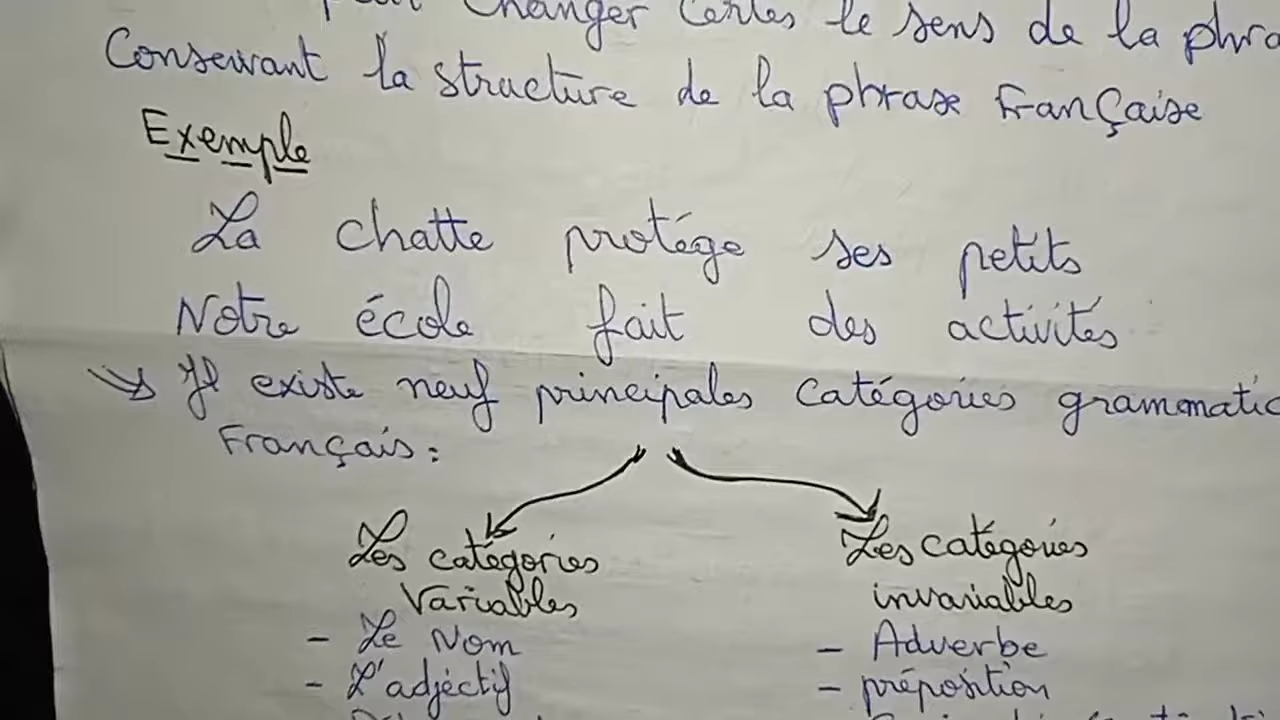 changer certes le sens de la phra
Conservant la structure de la phrase Française
Exemple
La chatte protége ses petits
Notre école fait des activités
Il existe neuf principales catégories grammatic
Français :
Les catégories
Variables
Les catégories
invariables
- Le Nom
- L'adjéctif
- Adverbe
- préposition